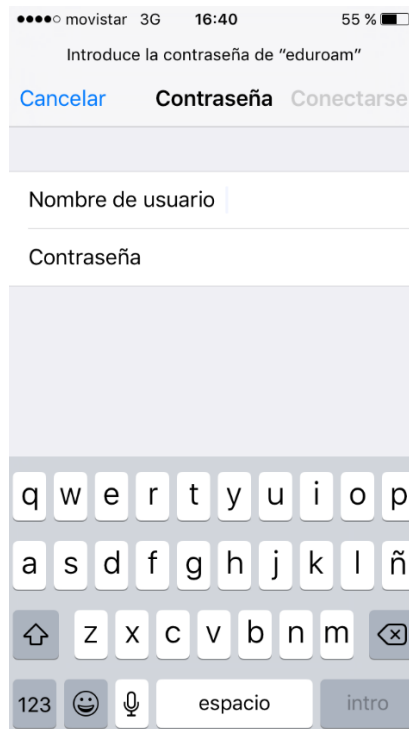 movistar 3G 16:40 55 %
Introduce la contraseña de “eduroam”
Cancelar Contraseña Conectarse
Nombre de usuario
Contraseña
q w e r t y u i o p
a s d f g h j k l ñ
z x c v b n m
123 espacio intro